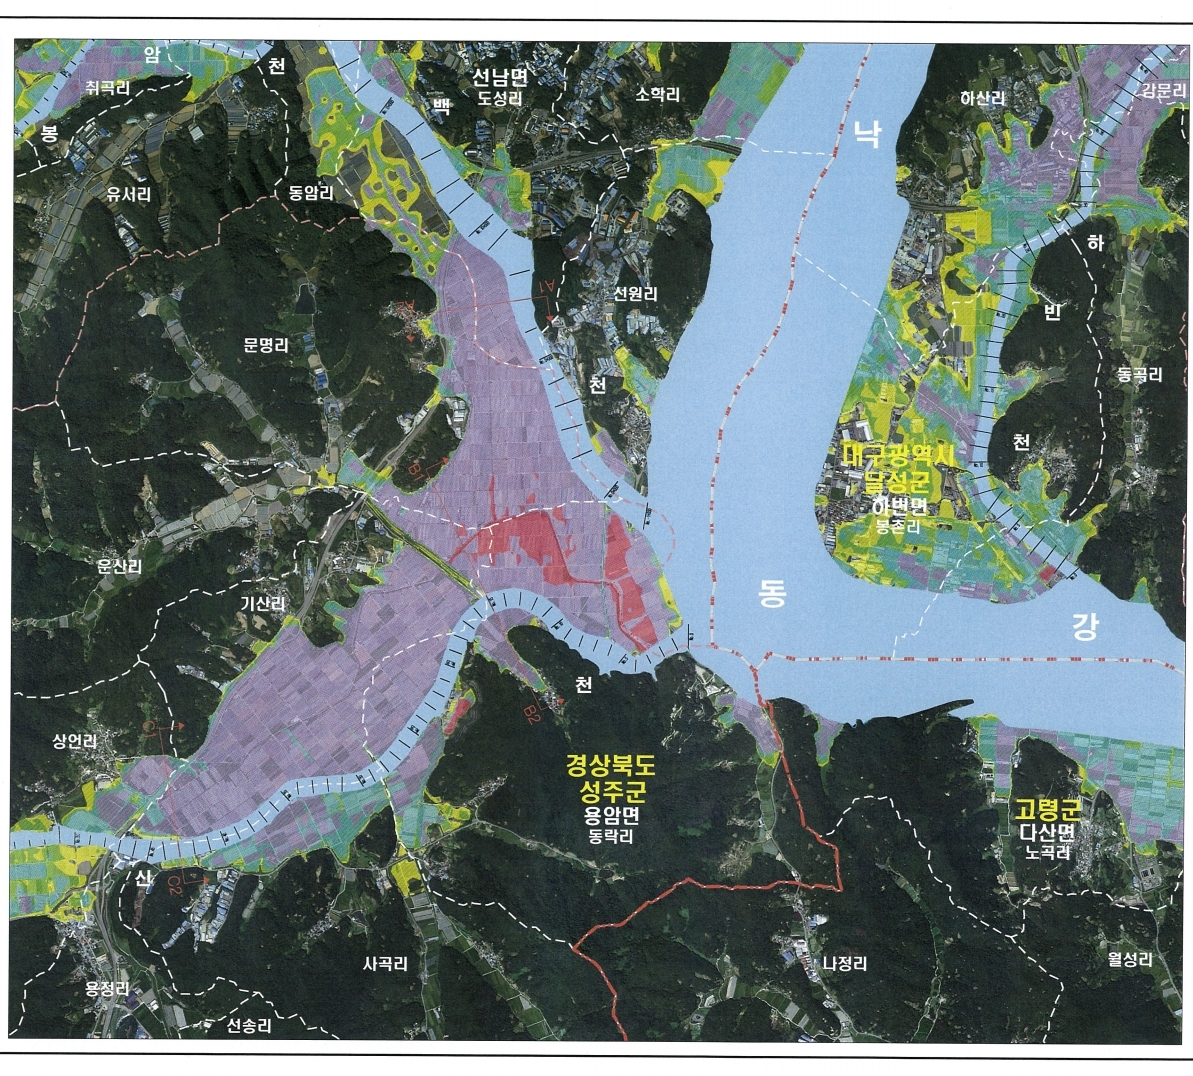 암
천
취곡리
봉
유서리
동암리
백
선남면
도성리
소학리
낙
하산리
감문리
문명리
선원리
A1
하
빈
동곡리
천
천
B1
대구광역시
달성군
하빈면
봉촌리
운산리
기산리
동
강
천
B2
상언리
C1
경상북도
성주군
용암면
동락리
고령군
다산면
노곡리
신
C2
사곡리
나정리
월성리
용정리
선송리